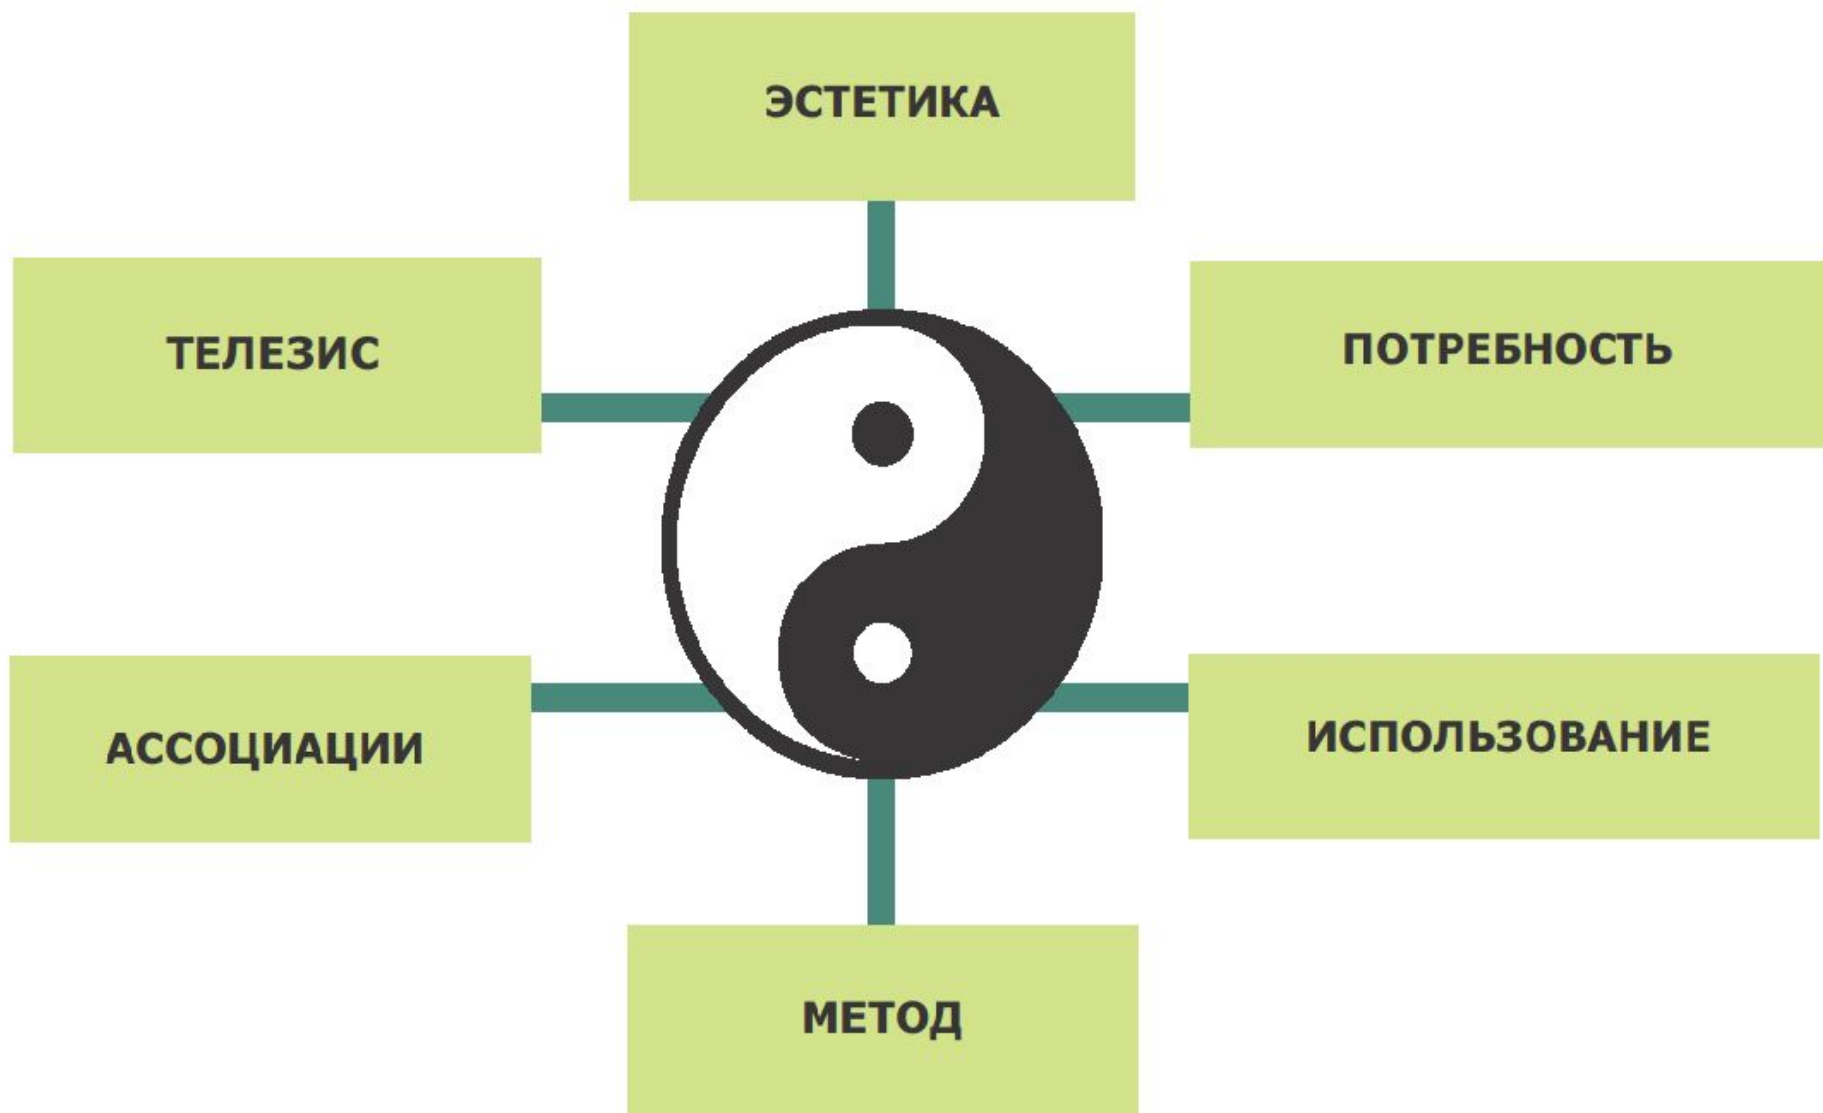 ЭСТЕТИКА
ТЕЛЕЗИС
ПОТРЕБНОСТЬ
АССОЦИАЦИИ
ИСПОЛЬЗОВАНИЕ
МЕТОД